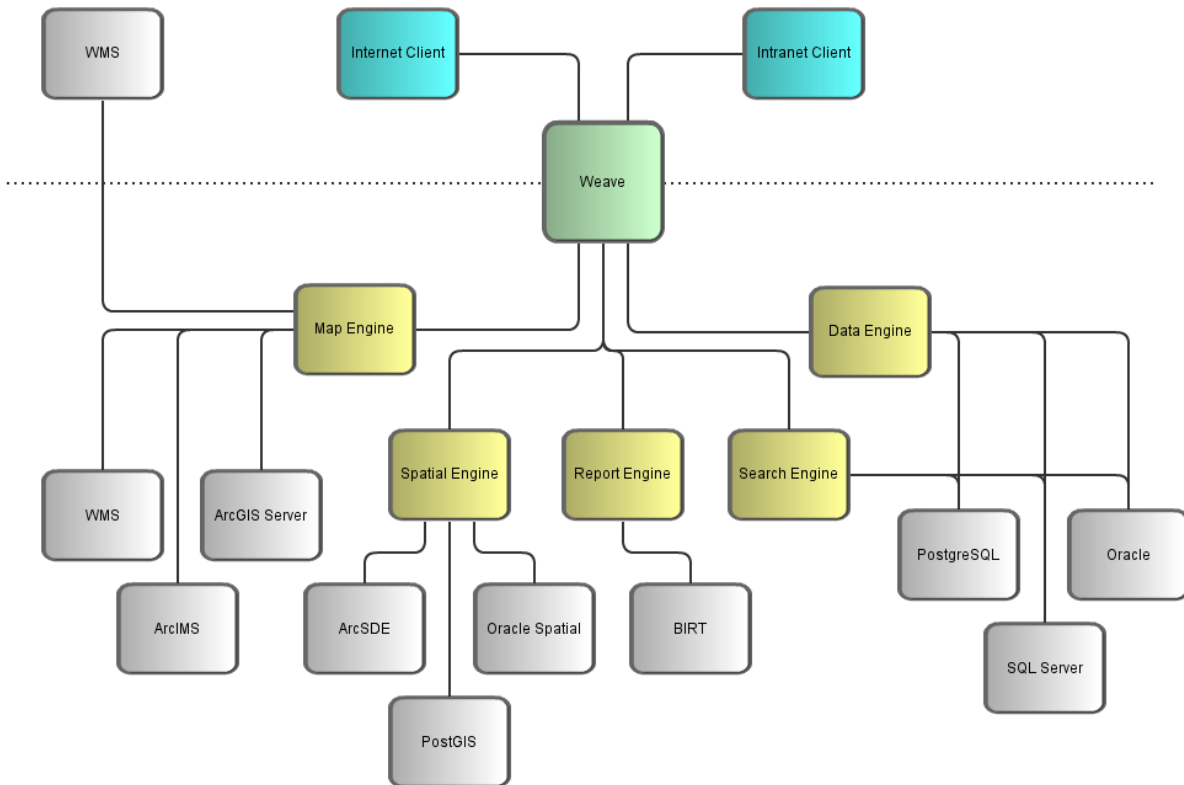 WMS
Internet Client
Intranet Client
Weave
Map Engine
Data Engine
Spatial Engine
Report Engine
Search Engine
WMS
ArcGIS Server
PostgreSQL
Oracle
ArcIMS
ArcSDE
Oracle Spatial
BIRT
SQL Server
PostGIS